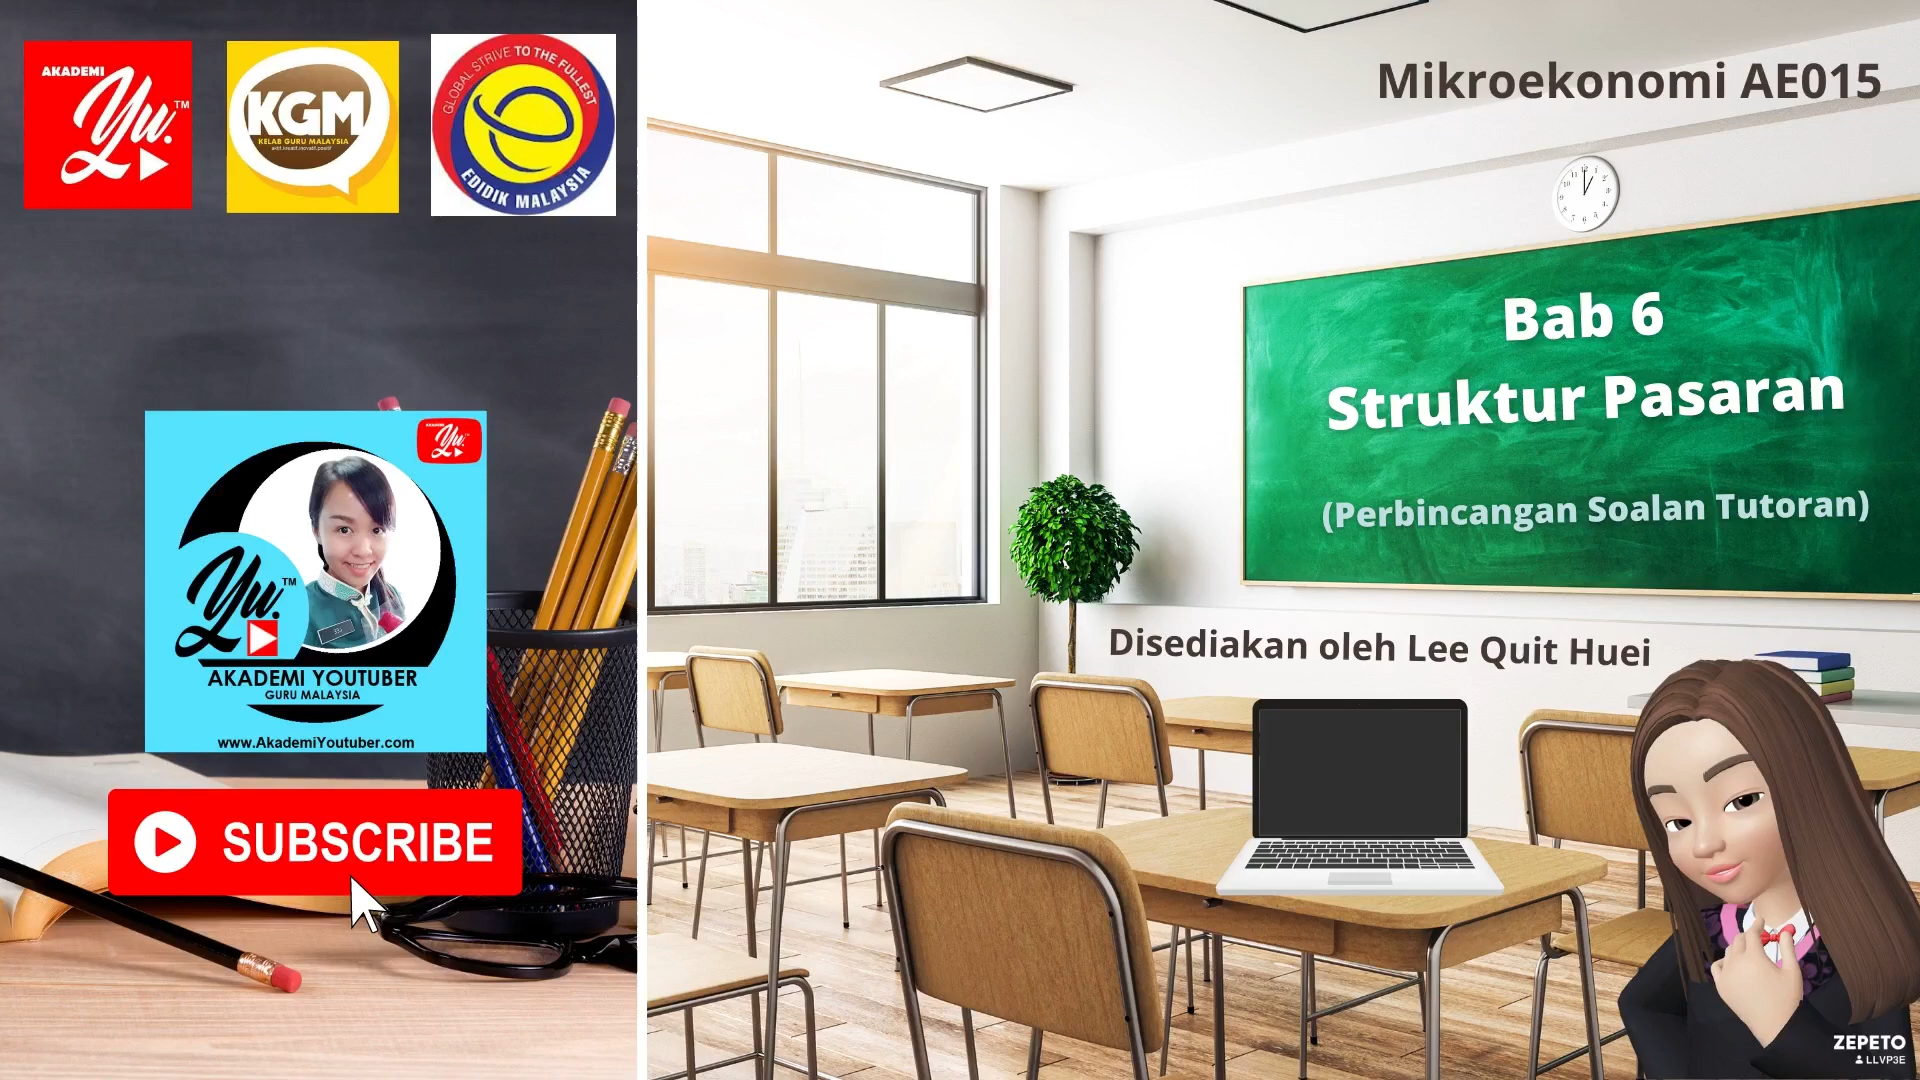 AKADEMI
Yu.
TM
KGM
KELAB GURU MALAYSIA
GLOBAL STRIVE TO THE FULLEST
EDIDIK MALAYSIA
Yu.
TM
AKADEMI YOUTUBER
GURU MALAYSIA
www.AkademiYoutuber.com
SUBSCRIBE
Mikroekonomi AE015
Bab 6
Struktur Pasaran
(Perbincangan Soalan Tutoran)
Disediakan oleh Lee Quit Huei
ZEPETO
LLVP3E